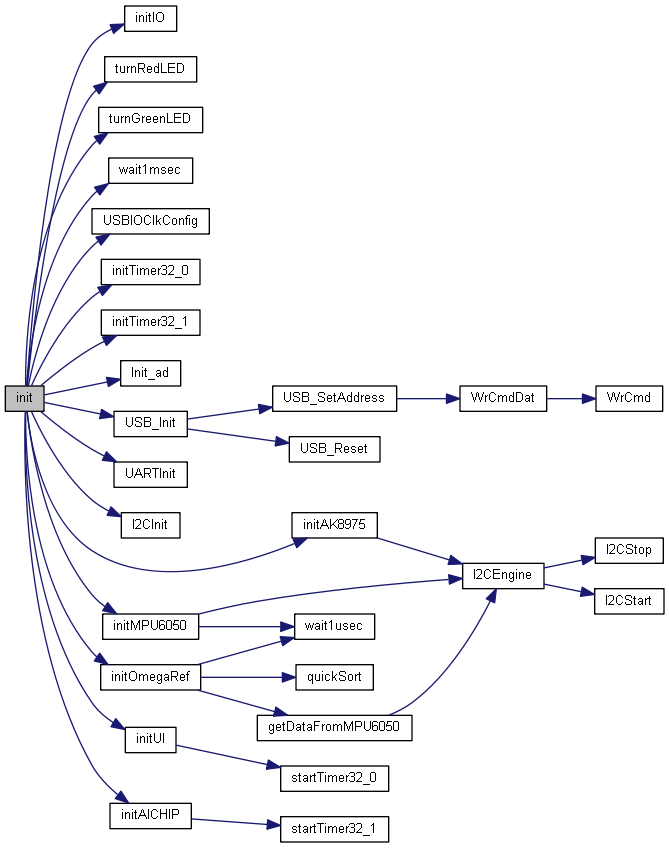 initIO
turnRedLED
turnGreenLED
wait1msec
USBIOClkConfig
initTimer32_0
initTimer32_1
Init_ad
init
USB_SetAddress
WrCmdDat
WrCmd
USB_Init
USB_Reset
UARTInit
I2CInit
initAK8975
I2CStop
I2CEngine
I2CStart
initMPU6050
wait1usec
initOmegaRef
quickSort
getDataFromMPU6050
initUI
startTimer32_0
initAICHIP
startTimer32_1